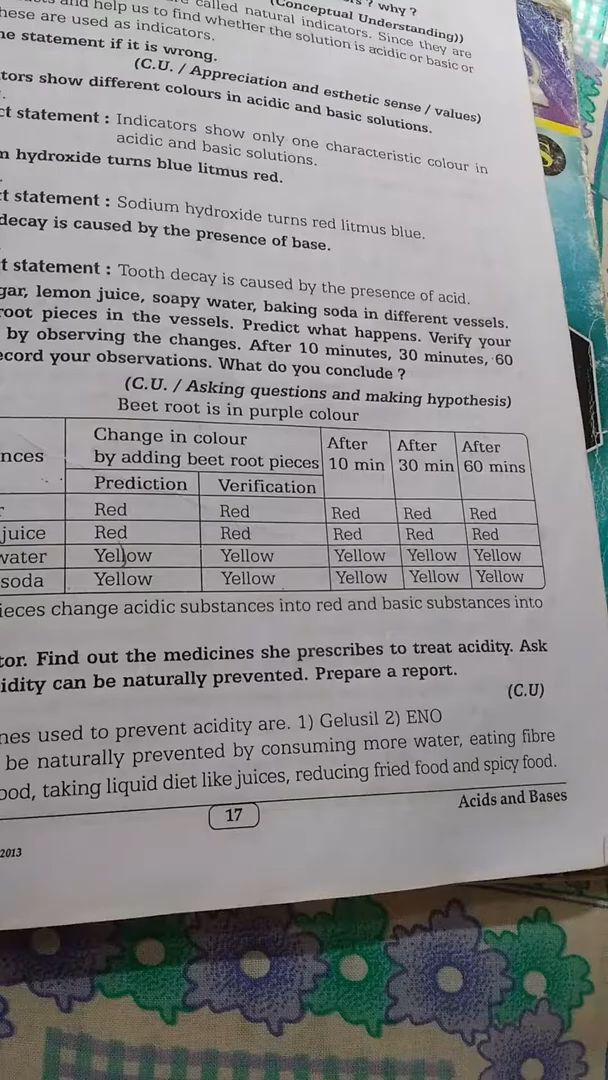 s ? why ?
(Conceptual Understanding))
and help us to find whether the solution is acidic or basic or
called natural indicators. Since they are
hese are used as indicators.
ne statement if it is wrong.
(C.U. / Appreciation and esthetic sense / values)
tors show different colours in acidic and basic solutions.
ct statement : Indicators show only one characteristic colour in
acidic and basic solutions.
m hydroxide turns blue litmus red.
ct statement : Sodium hydroxide turns red litmus blue.
decay is caused by the presence of base.
t statement : Tooth decay is caused by the presence of acid.
gar, lemon juice, soapy water, baking soda in different vessels.
root pieces in the vessels. Predict what happens. Verify your
by observing the changes. After 10 minutes, 30 minutes, 60
ecord your observations. What do you conclude ?
(C.U. / Asking questions and making hypothesis)
Beet root is in purple colour
nces Change in colour by adding beet root pieces After 10 min After 30 min After 60 mins
Prediction Verification
r Red Red Red Red Red
juice Red Red Red Red Red
water Yellow Yellow Yellow Yellow Yellow
soda Yellow Yellow Yellow Yellow Yellow
ieces change acidic substances into red and basic substances into
tor. Find out the medicines she prescribes to treat acidity. Ask
idity can be naturally prevented. Prepare a report.
(C.U)
nes used to prevent acidity are. 1) Gelusil 2) ENO
be naturally prevented by consuming more water, eating fibre
ood, taking liquid diet like juices, reducing fried food and spicy food.
17
Acids and Bases
2013